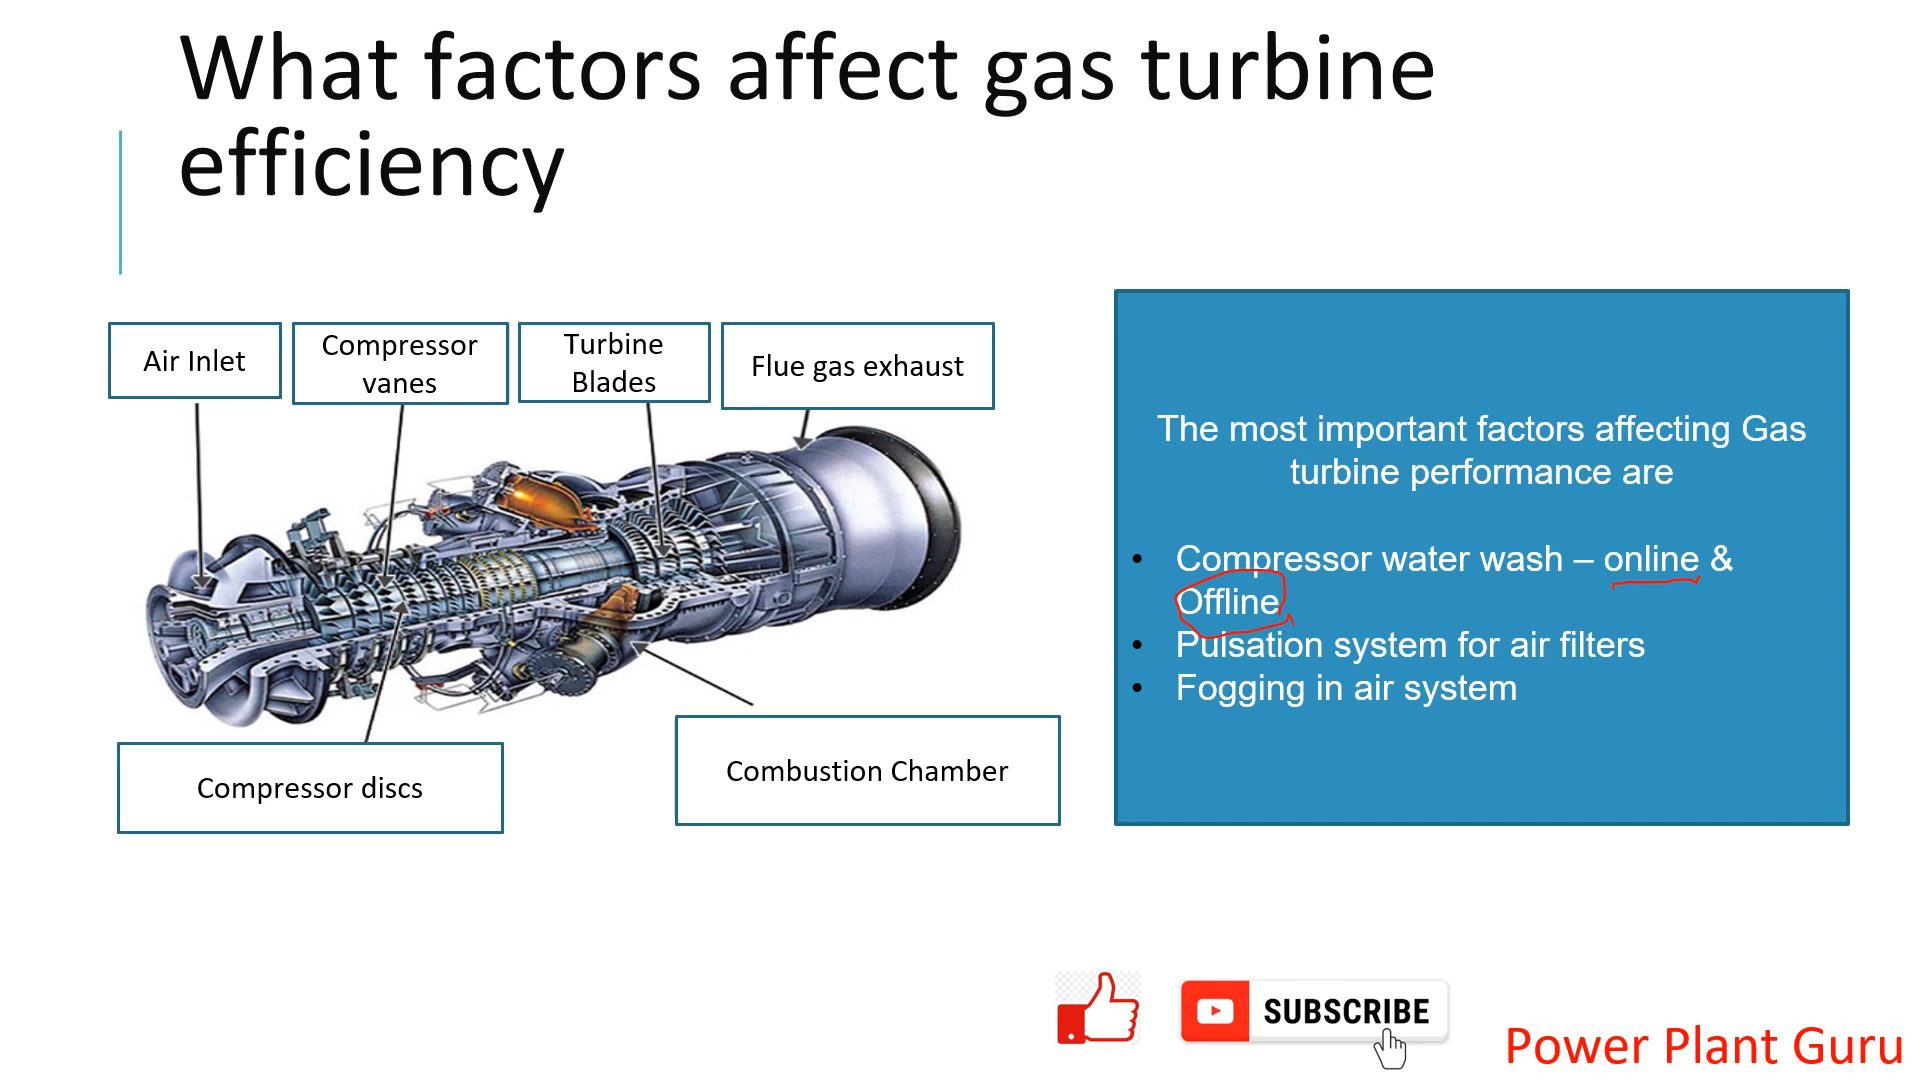 What factors affect gas turbine
efficiency
Air Inlet
Compressor
vanes
Turbine
Blades
Flue gas exhaust
Compressor discs
Combustion Chamber
The most important factors affecting Gas
turbine performance are
• Compressor water wash – online &
Offline
• Pulsation system for air filters
• Fogging in air system
SUBSCRIBE
Power Plant Guru